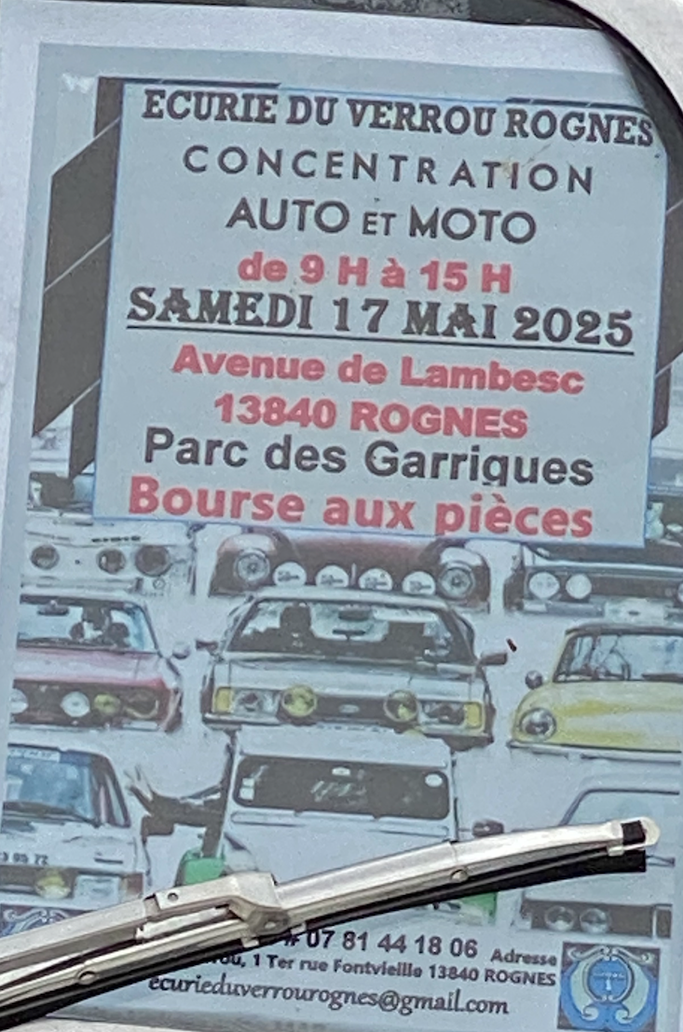 ECURIE DU VERROU ROGNES
CONCENTRATION
AUTO ET MOTO
de 9 H à 15 H
SAMEDI 17 MAI 2025
Avenue de Lambesc
13840 ROGNES
Parc des Garrigues
Bourse aux pièces
07 81 44 18 06 Adresse
1 Ter rue Fontvieille 13840 ROGNES
ecurieduverrourognes@gmail.com